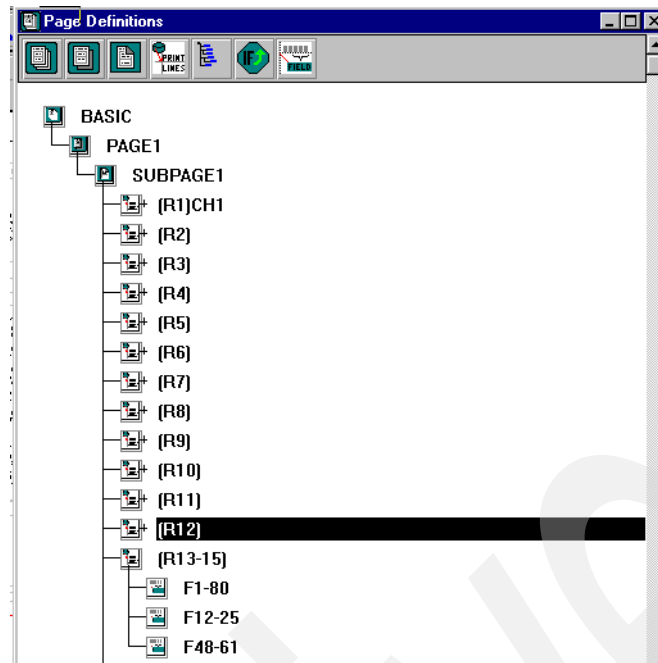 Page Definitions
PRINT LINES
IF
FIELD
BASIC
PAGE1
SUBPAGE1
(R1)CH1
(R2)
(R3)
(R4)
(R5)
(R6)
(R7)
(R8)
(R9)
(R10)
(R11)
(R12)
(R13-15)
F1-80
F12-25
F48-61